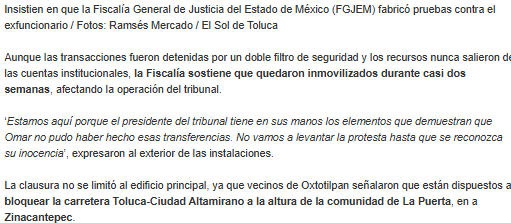 Insistien en que la Fiscalía General de Justicia del Estado de México (FGJEM) fabricó pruebas contra el
exfuncionario / Fotos: Ramsés Mercado / El Sol de Toluca
Aunque las transacciones fueron detenidas por un doble filtro de seguridad y los recursos nunca salieron de
las cuentas institucionales, la Fiscalía sostiene que quedaron inmovilizados durante casi dos
semanas, afectando la operación del tribunal.
‘Estamos aquí porque el presidente del tribunal tiene en sus manos los elementos que demuestran que
Omar no pudo haber hecho esas transferencias. No vamos a levantar la protesta hasta que se reconozca
su inocencia’, expresaron al exterior de las instalaciones.
La clausura no se limitó al edificio principal, ya que vecinos de Oxtotilpan señalaron que están dispuestos a
bloquear la carretera Toluca-Ciudad Altamirano a la altura de la comunidad de La Puerta, en a
Zinacantepec.